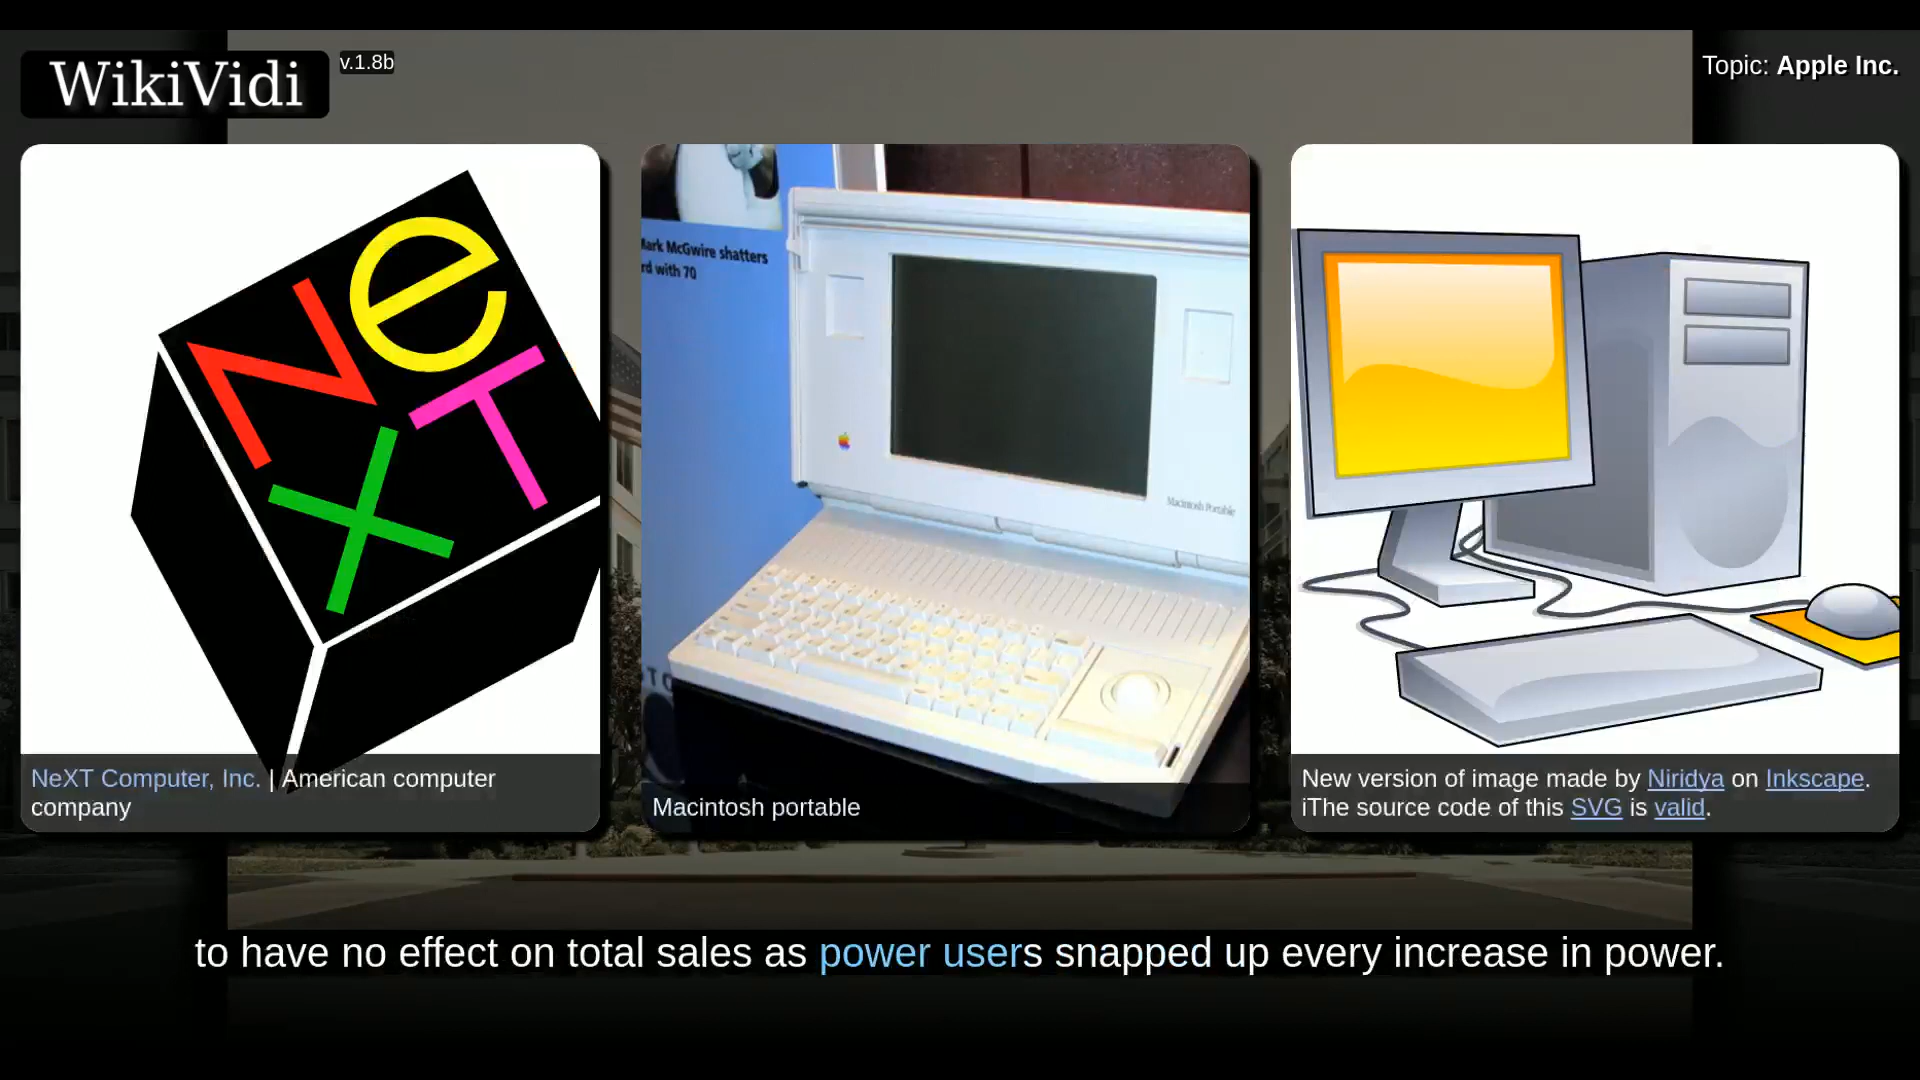 WikiVidi
v.1.8b
Topic: Apple Inc.
NeXT
Mark McGwire shatters
rd with 70
Macintosh Portable
NeXT Computer, Inc. | American computer
company
Macintosh portable
New version of image made by Niridya on Inkscape.
iThe source code of this SVG is valid.
to have no effect on total sales as power users snapped up every increase in power.